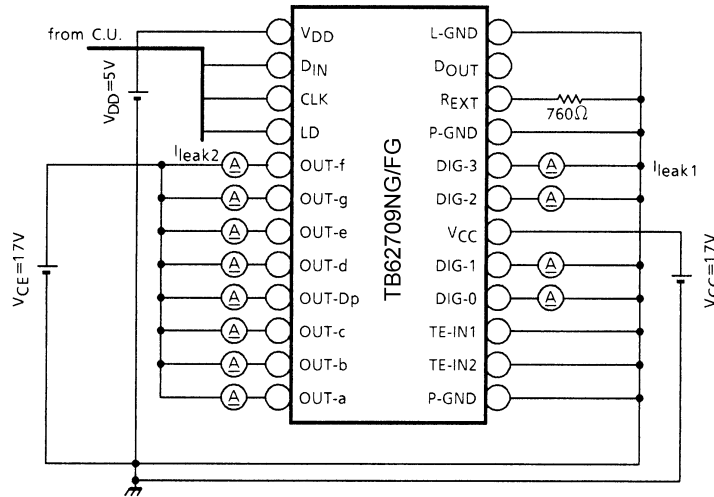 from C.U.
VDD=5V
VCE=17V
Ileak2
VDD
DIN
CLK
LD
OUT-f
OUT-g
OUT-e
OUT-d
OUT-Dp
OUT-c
OUT-b
OUT-a
A
A
A
A
A
A
A
A
TB62709NG/FG
L-GND
DOUT
REXT
P-GND
DIG-3
DIG-2
VCC
DIG-1
DIG-0
TE-IN1
TE-IN2
P-GND
760Ω
A
A
A
A
Ileak1
VCC=17V